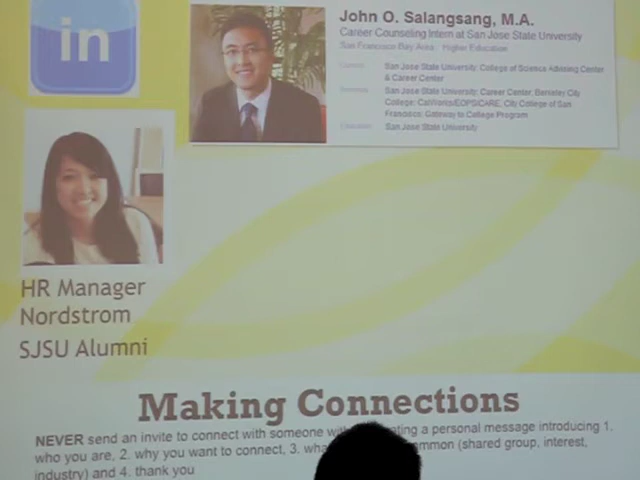 in
John O. Salangsang, M.A.
Career Counseling Intern at San Jose State University
San Francisco Bay Area Higher Education
San Jose State University: College of Science Advising Center
& Career Center
San Jose State University: Career Center, Berkeley City
College: CalWorks/EOPS/CARE, City College of San
Francisco: Gateway to College Program
Education San Jose State University
HR Manager
Nordstrom
SJSU Alumni
Making Connections
NEVER send an invite to connect with someone ating a personal message introducing 1.
who you are, 2. why you want to connect, 3. wha ommon (shared group, interest,
industry) and 4. thank you